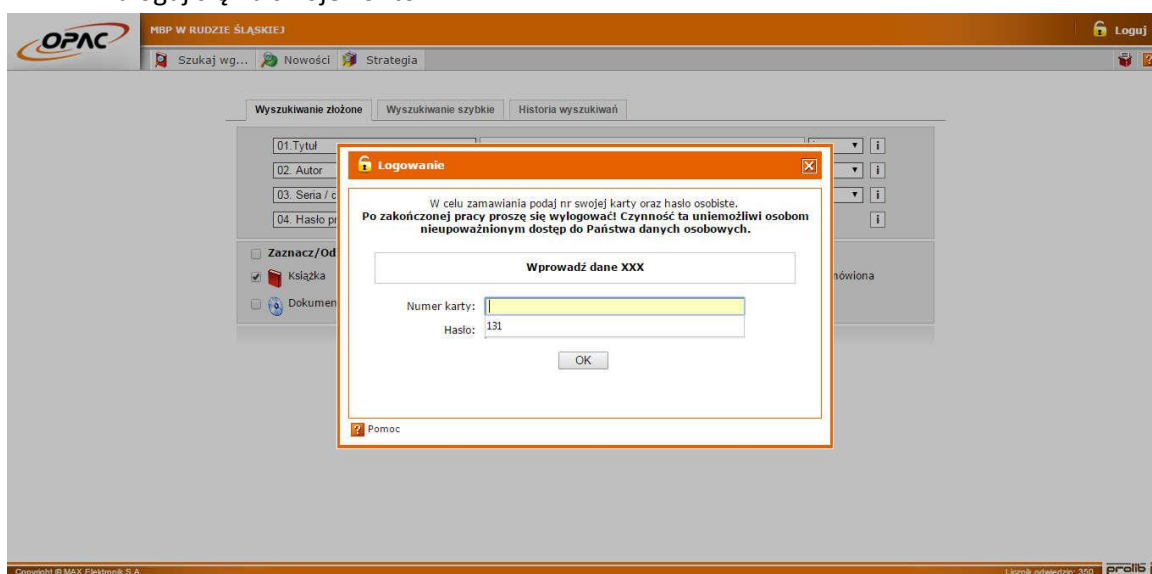 OPAC
MBP W RUDZIE ŚLĄSKIEJ
Loguj
Szukaj wg... Nowości Strategia
Wyszukiwanie złożone Wyszukiwanie szybkie Historia wyszukiwań
01.Tytuł i
02. Autor i
03. Seria / c i
04. Hasło pr i
Logowanie
W celu zamawiania podaj nr swojej karty oraz hasło osobiste.
Po zakończonej pracy proszę się wylogować! Czynność ta uniemożliwi osobom
nieupoważnionym dostęp do Państwa danych osobowych.
Zaznacz/Od
Wprowadź dane XXX
Książka mówiona
Dokumen
Numer karty:
Hasło: 131
OK
Pomoc
Copyright © MAX Elektronik S.A.
Licznik odwiedzin: 350 prolib